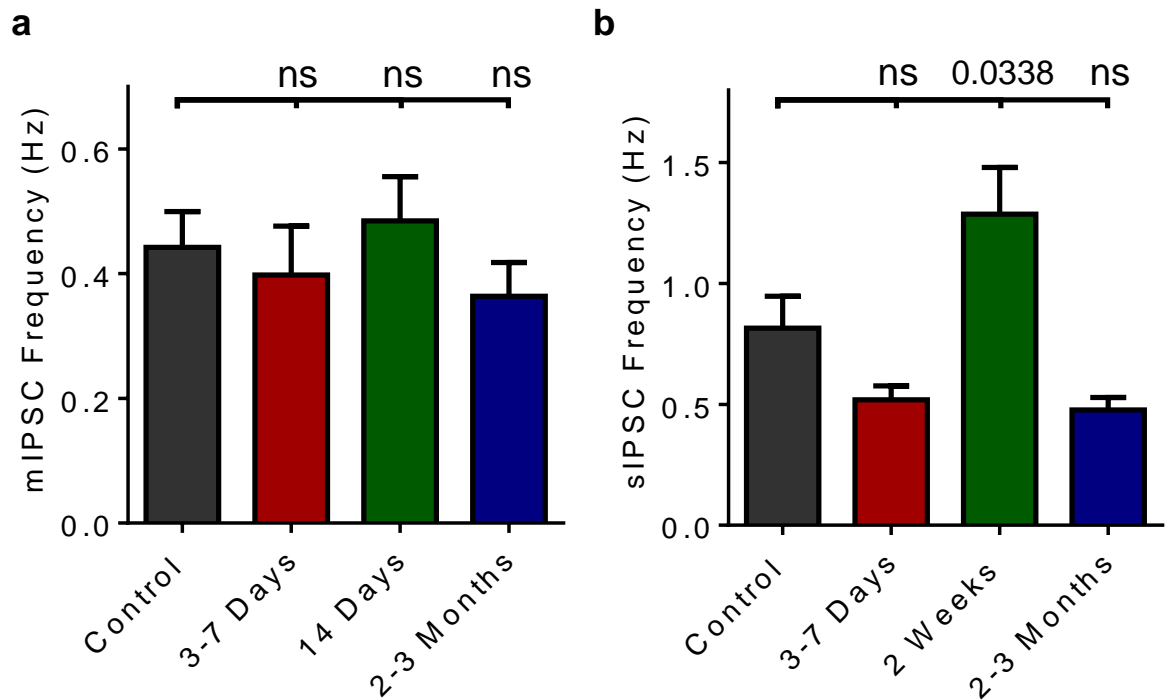 a
ns ns ns
mIPSC Frequency (Hz)
0.6
0.4
0.2
0.0
Control
3-7 Days
14 Days
2-3 Months
b
ns 0.0338 ns
sIPSC Frequency (Hz)
1.5
1.0
0.5
0.0
Control
3-7 Days
2 Weeks
2-3 Months